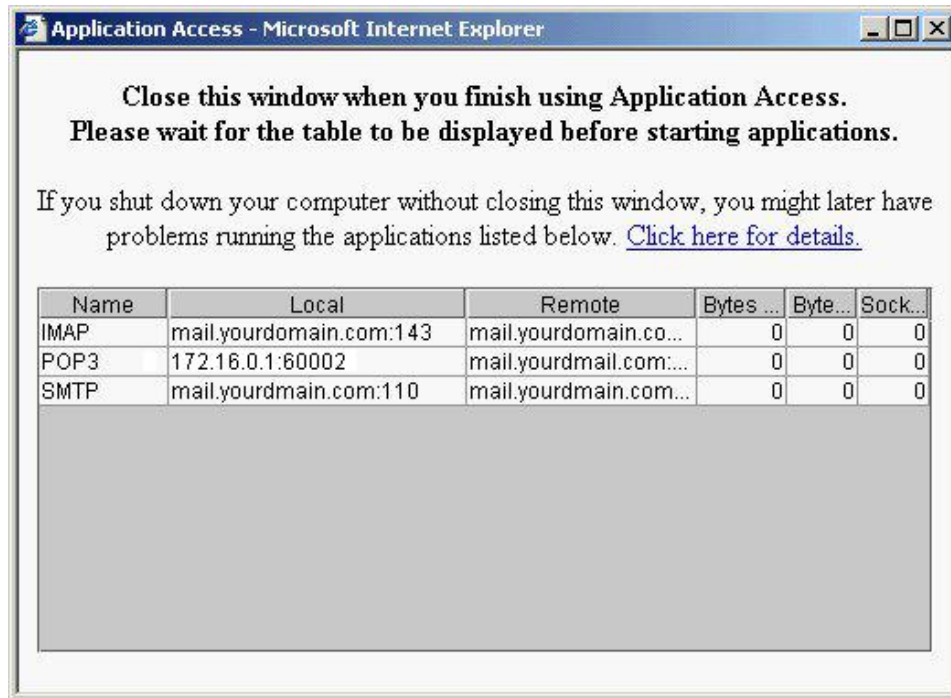 Application Access - Microsoft Internet Explorer
Close this window when you finish using Application Access.
Please wait for the table to be displayed before starting applications.
If you shut down your computer without closing this window, you might later have
problems running the applications listed below. Click here for details.
Name Local Remote Bytes ... Byte... Sock...
IMAP mail.yourdomain.com:143 mail.yourdomain.co... 0 0 0
POP3 172.16.0.1:60002 mail.yourdmail.com:... 0 0 0
SMTP mail.yourdmain.com:110 mail.yourdmain.com... 0 0 0